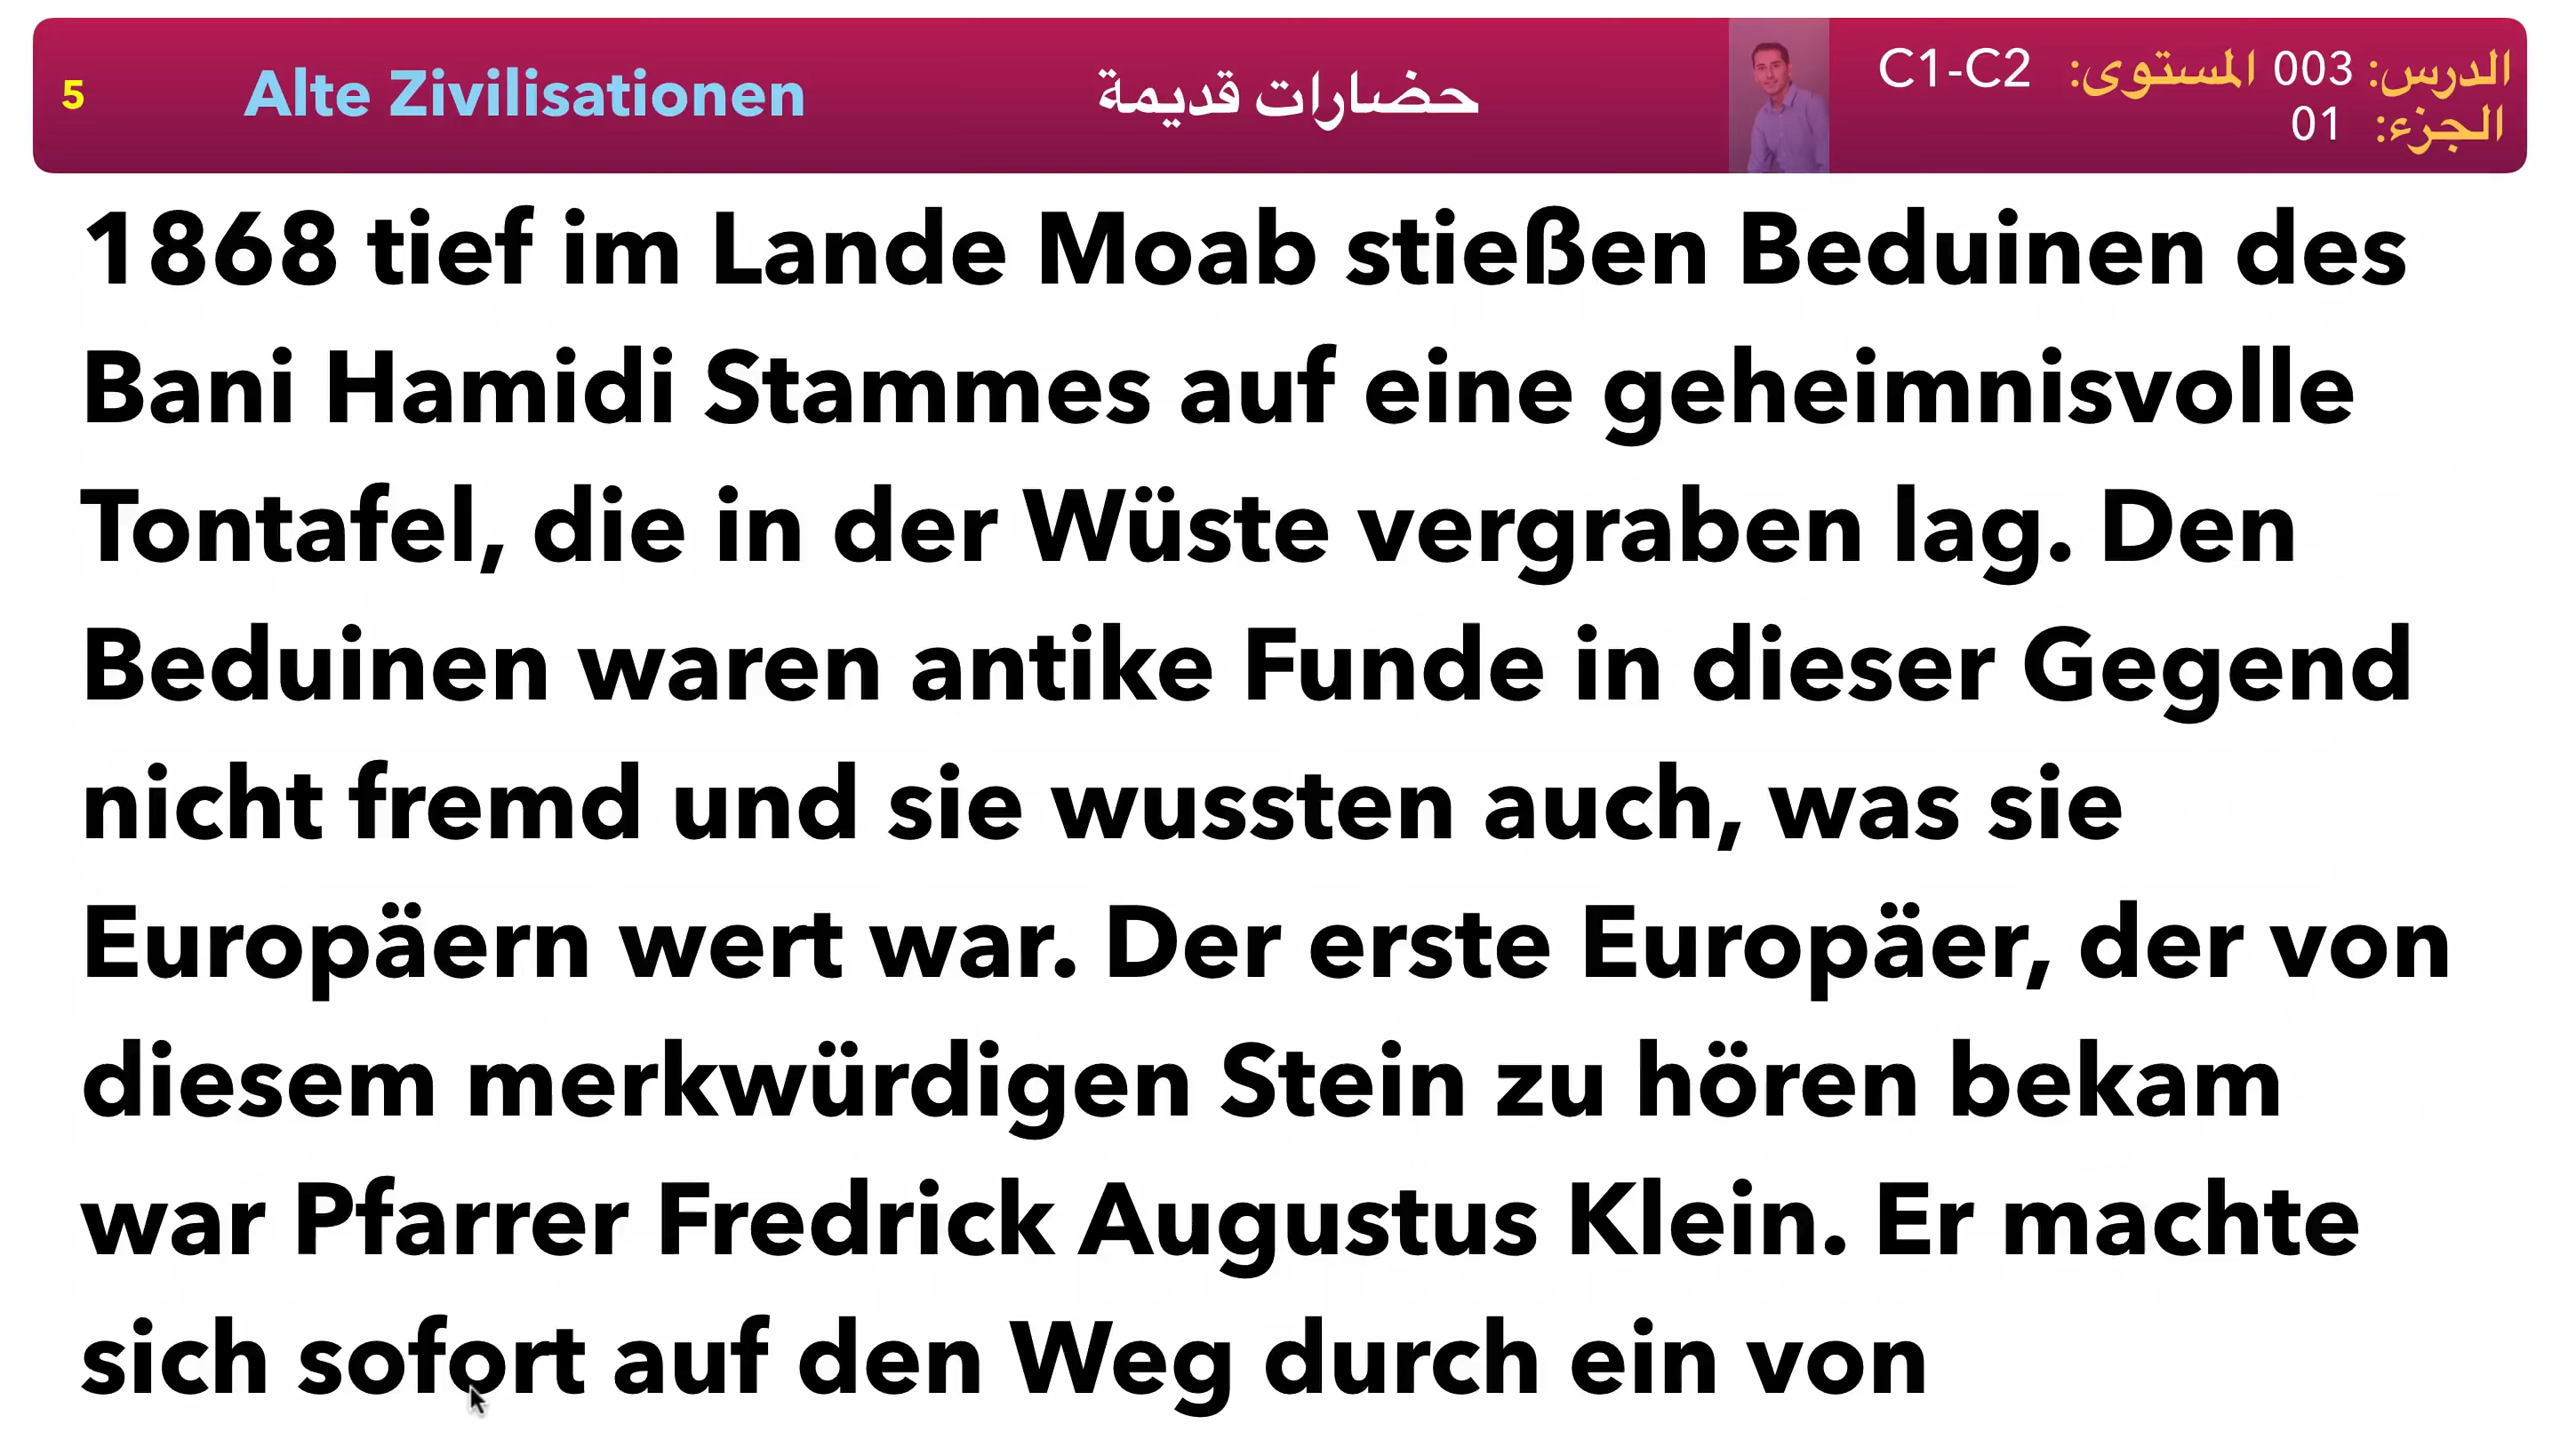 5
Alte Zivilisationen
حضارات قديمة
الدرس: 003 المستوى: C1-C2
الجزء: 01
1868 tief im Lande Moab stießen Beduinen des
Bani Hamidi Stammes auf eine geheimnisvolle
Tontafel, die in der Wüste vergraben lag. Den
Beduinen waren antike Funde in dieser Gegend
nicht fremd und sie wussten auch, was sie
Europäern wert war. Der erste Europäer, der von
diesem merkwürdigen Stein zu hören bekam
war Pfarrer Fredrick Augustus Klein. Er machte
sich sofort auf den Weg durch ein von